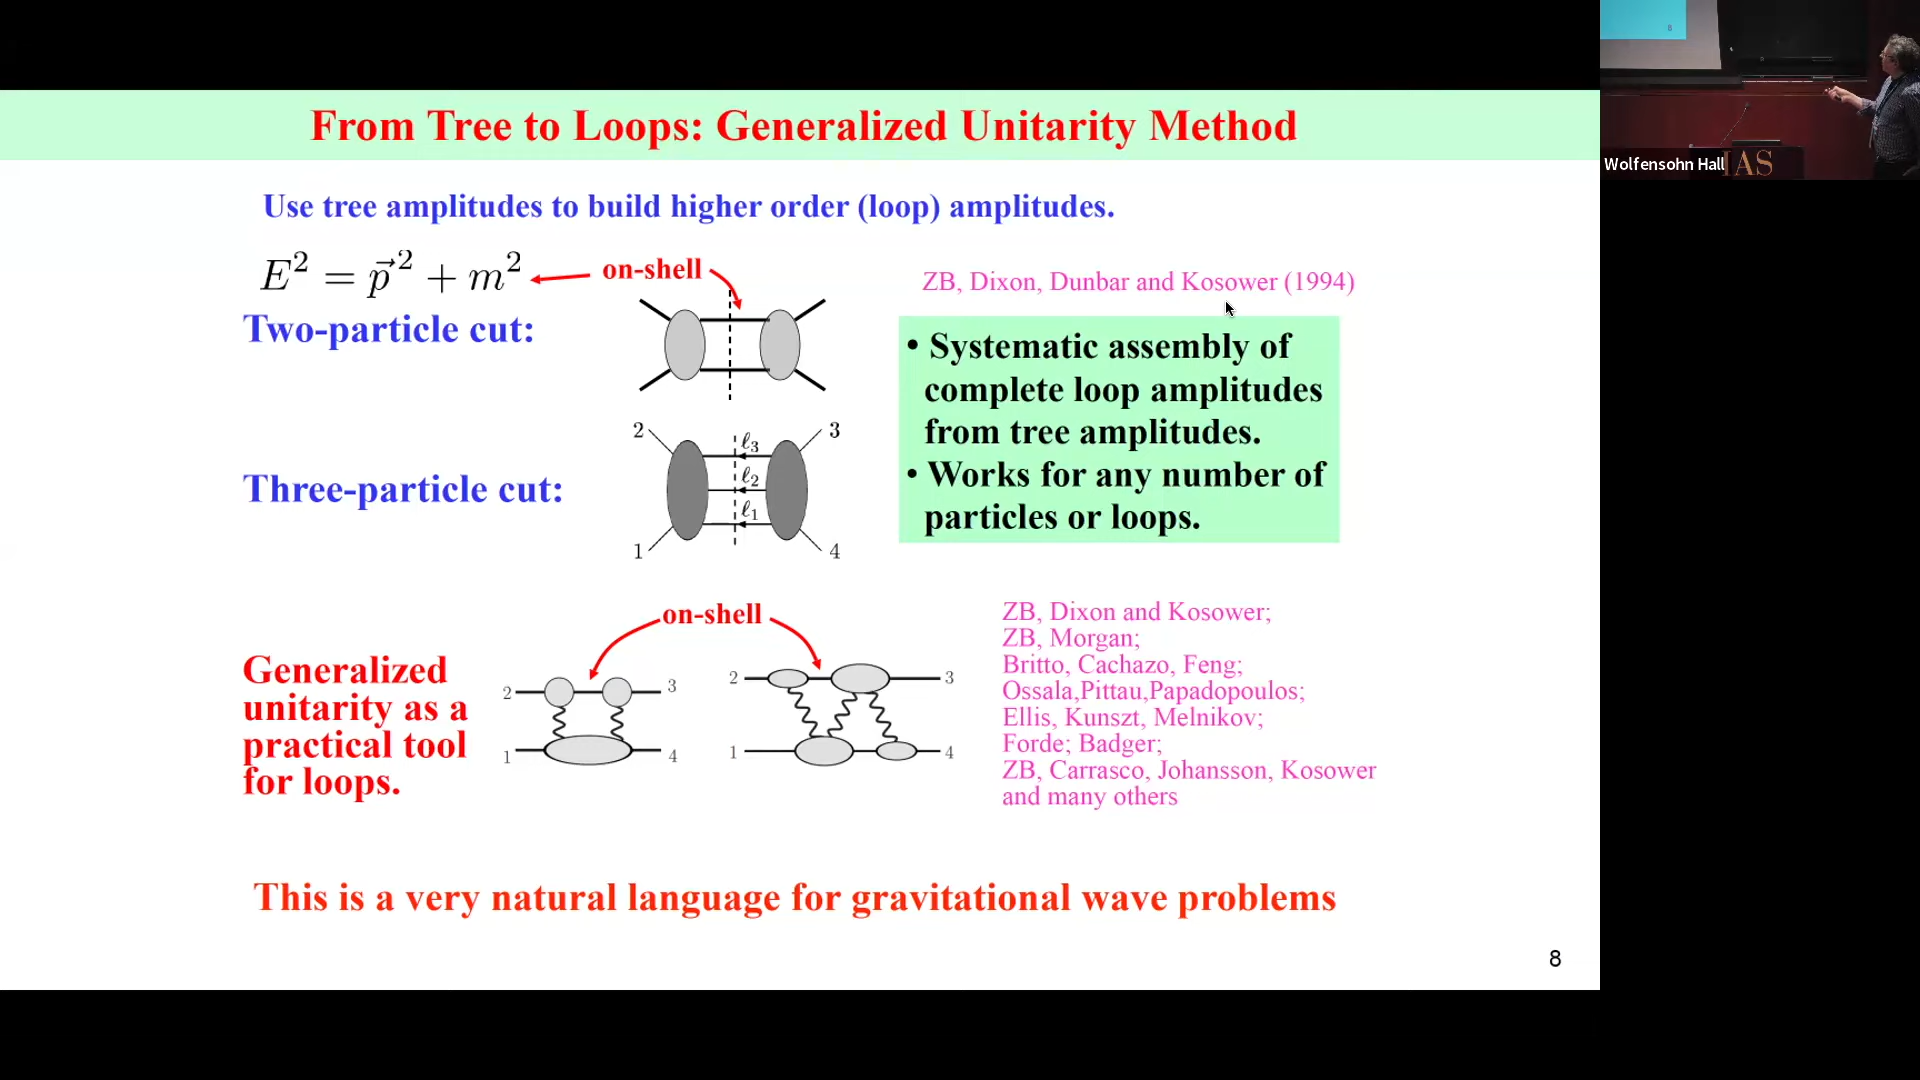 From Tree to Loops: Generalized Unitarity Method
Use tree amplitudes to build higher order (loop) amplitudes.
E² = p⃗² + m²
on-shell
ZB, Dixon, Dunbar and Kosower (1994)
Two-particle cut:
• Systematic assembly of
complete loop amplitudes
from tree amplitudes.
• Works for any number of
particles or loops.
Three-particle cut:
2
3
ℓ₃
ℓ₂
ℓ₁
1
4
on-shell
Generalized
unitarity as a
practical tool
for loops.
2
3
1
4
2
3
1
4
ZB, Dixon and Kosower;
ZB, Morgan;
Britto, Cachazo, Feng;
Ossala,Pittau,Papadopoulos;
Ellis, Kunszt, Melnikov;
Forde; Badger;
ZB, Carrasco, Johansson, Kosower
and many others
This is a very natural language for gravitational wave problems
8
8
Wolfensohn Hall
IAS